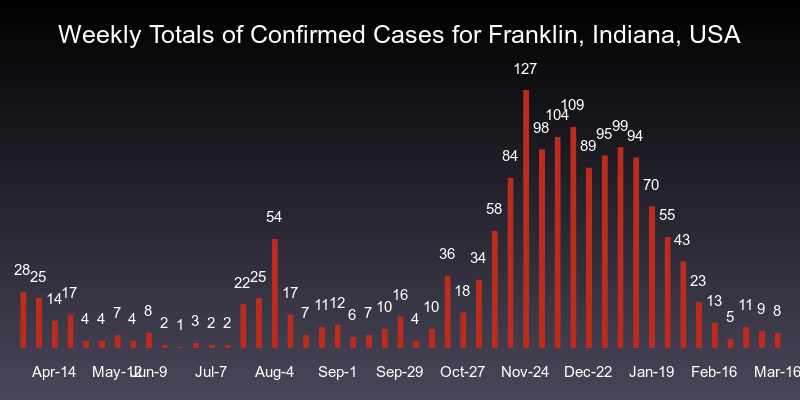 Weekly Totals of Confirmed Cases for Franklin, Indiana, USA
28 25 14 17 4 4 7 4 8 2 1 3 2 2 22 25 54 17 7 11 12 6 7 10 16 4 10 36 18 34 58 84 127 98 104 109 89 95 99 94 70 55 43 23 13 5 11 9 8
Apr-14 May-12 Jun-9 Jul-7 Aug-4 Sep-1 Sep-29 Oct-27 Nov-24 Dec-22 Jan-19 Feb-16 Mar-16